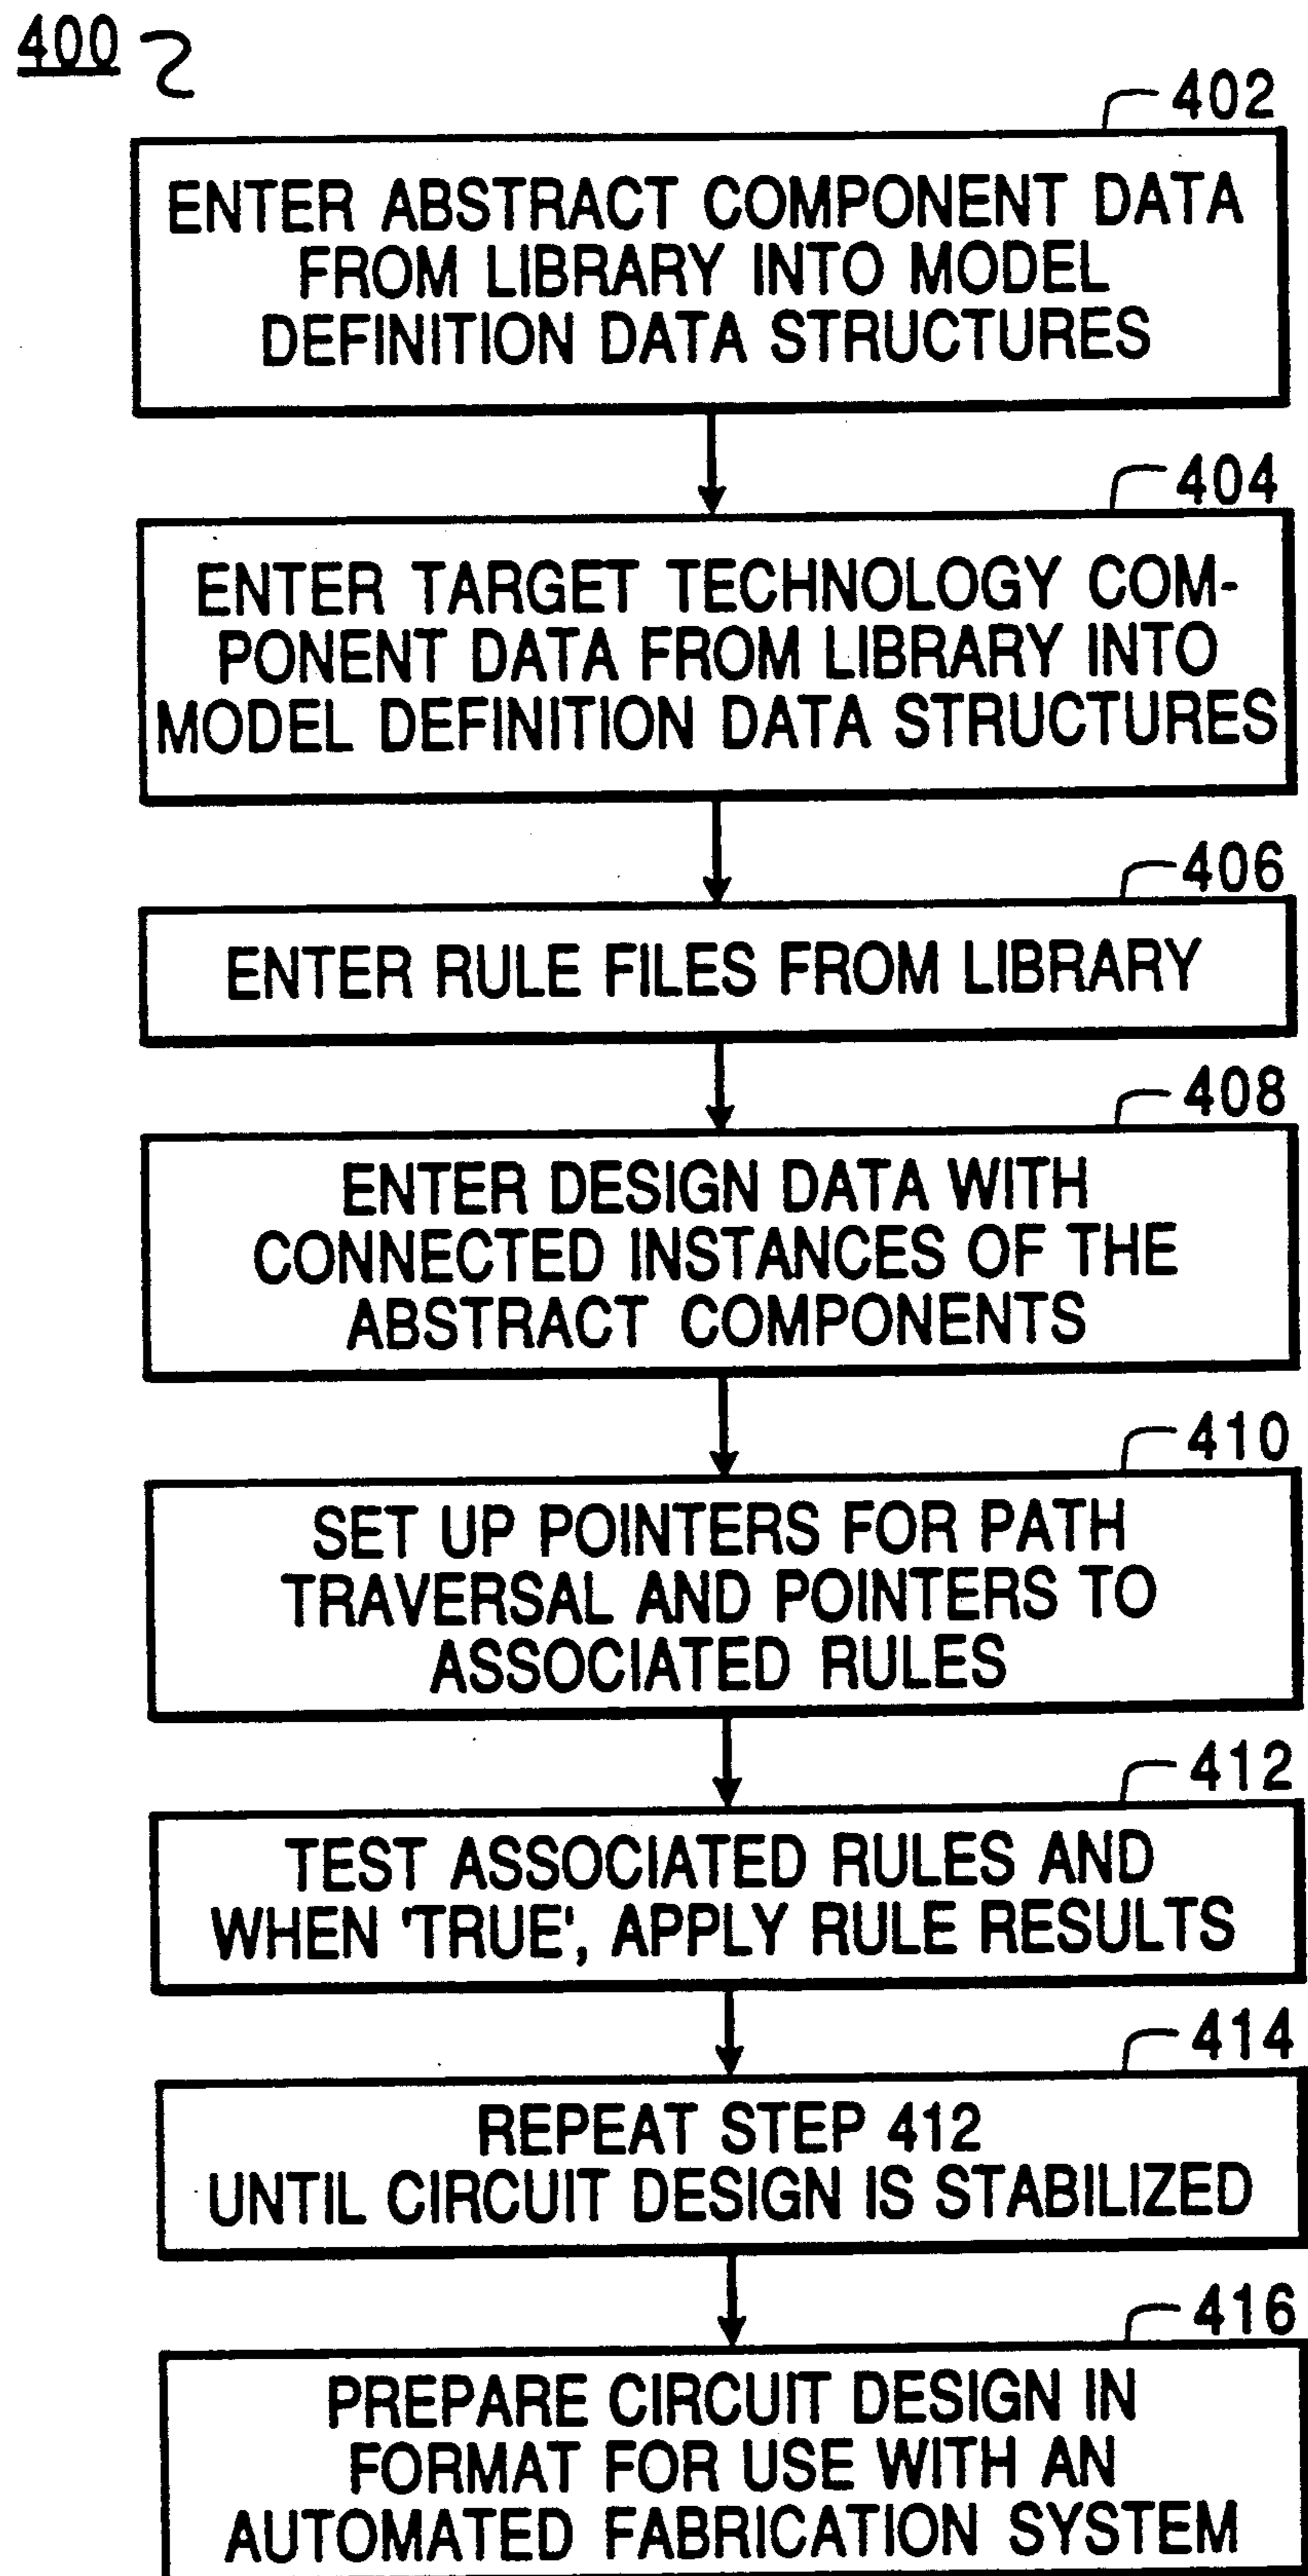 400
402
ENTER ABSTRACT COMPONENT DATA
FROM LIBRARY INTO MODEL
DEFINITION DATA STRUCTURES
404
ENTER TARGET TECHNOLOGY COM-
PONENT DATA FROM LIBRARY INTO
MODEL DEFINITION DATA STRUCTURES
406
ENTER RULE FILES FROM LIBRARY
408
ENTER DESIGN DATA WITH
CONNECTED INSTANCES OF THE
ABSTRACT COMPONENTS
410
SET UP POINTERS FOR PATH
TRAVERSAL AND POINTERS TO
ASSOCIATED RULES
412
TEST ASSOCIATED RULES AND
WHEN 'TRUE', APPLY RULE RESULTS
414
REPEAT STEP 412
UNTIL CIRCUIT DESIGN IS STABILIZED
416
PREPARE CIRCUIT DESIGN IN
FORMAT FOR USE WITH AN
AUTOMATED FABRICATION SYSTEM